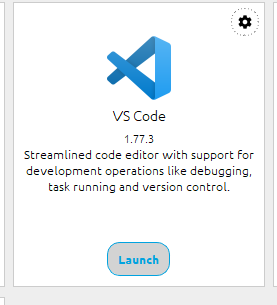 VS Code
1.77.3
Streamlined code editor with support for
development operations like debugging,
task running and version control.
Launch